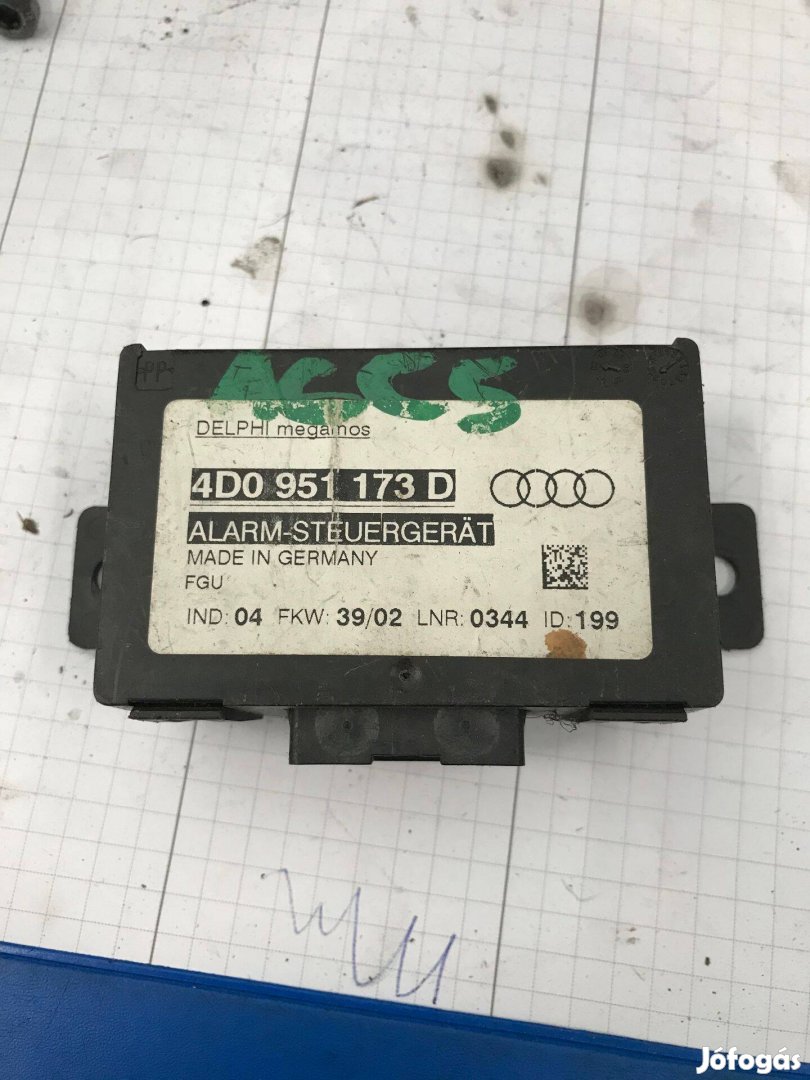 A6C5
>PP<
DELPHI megamos
4D0 951 173 D
ALARM-STEUERGERÄT
MADE IN GERMANY
FGU
IND: 04 FKW: 39/02 LNR: 0344 ID: 199
Jófogás